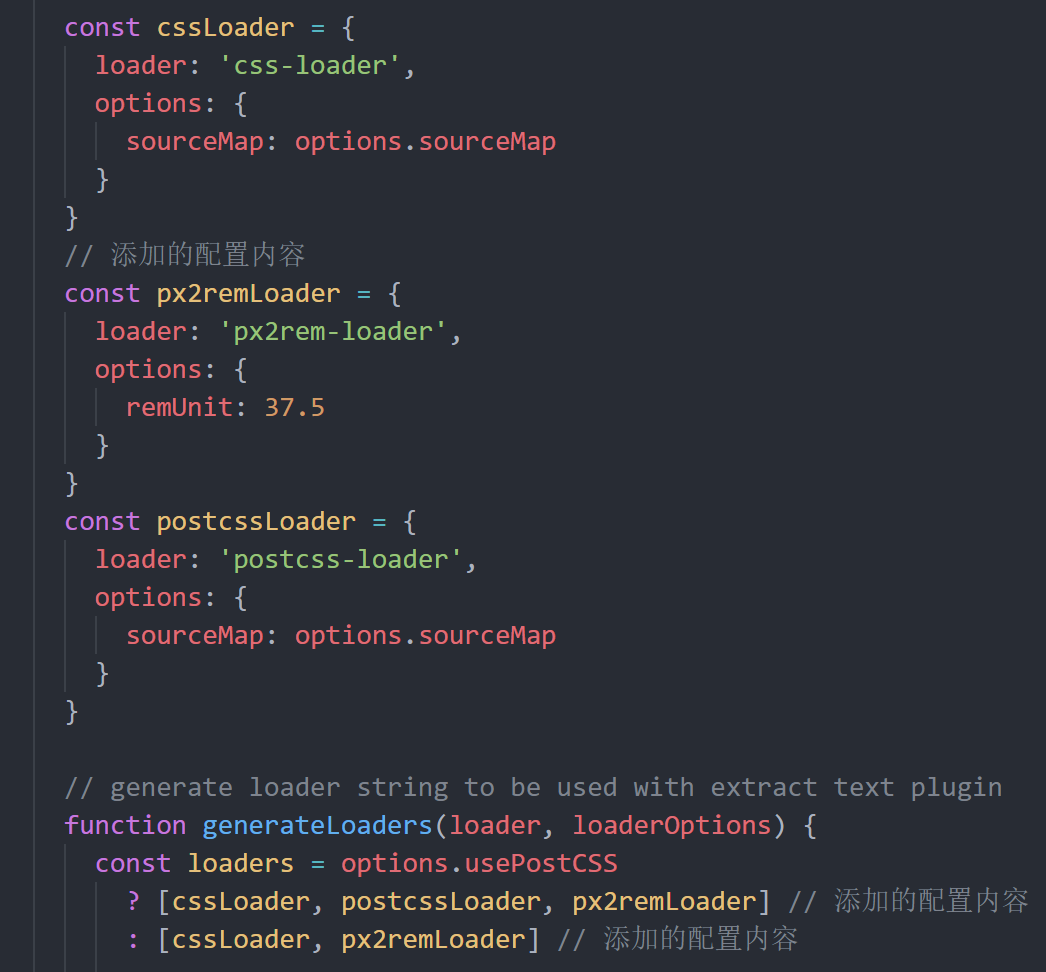 const cssLoader = {
  loader: 'css-loader',
  options: {
    sourceMap: options.sourceMap
  }
}
// 添加的配置内容
const px2remLoader = {
  loader: 'px2rem-loader',
  options: {
    remUnit: 37.5
  }
}
const postcssLoader = {
  loader: 'postcss-loader',
  options: {
    sourceMap: options.sourceMap
  }
}

// generate loader string to be used with extract text plugin
function generateLoaders(loader, loaderOptions) {
  const loaders = options.usePostCSS
    ? [cssLoader, postcssLoader, px2remLoader] // 添加的配置内容
    : [cssLoader, px2remLoader] // 添加的配置内容